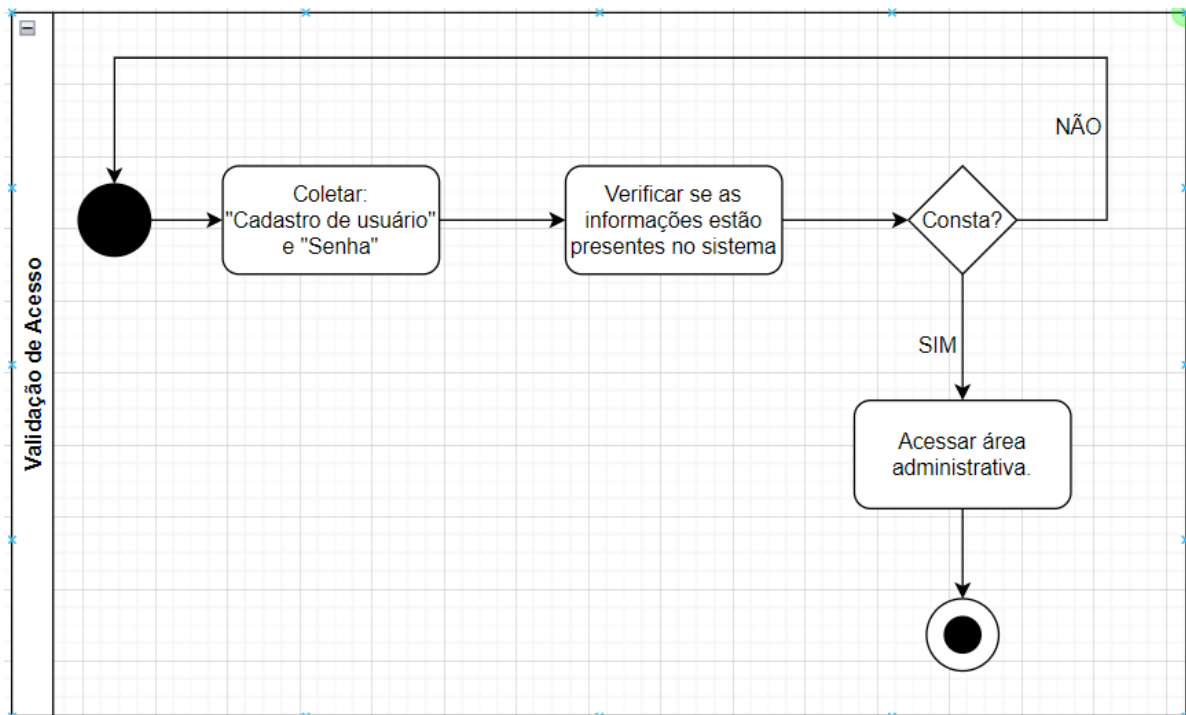 Validação de Acesso
Coletar:
"Cadastro de usuário"
e "Senha"
Verificar se as
informações estão
presentes no sistema
Consta?
NÃO
SIM
Acessar área
administrativa.